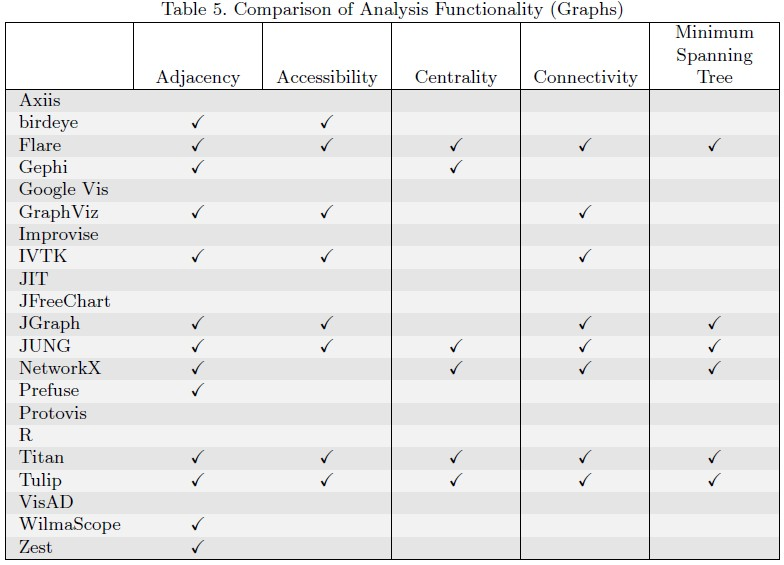 Table 5. Comparison of Analysis Functionality (Graphs)
Adjacency Accessibility Centrality Connectivity Minimum Spanning Tree
Axiis
birdeye ✓ ✓
Flare ✓ ✓ ✓ ✓ ✓
Gephi ✓ ✓
Google Vis
GraphViz ✓ ✓ ✓
Improvise
IVTK ✓ ✓ ✓
JIT
JFreeChart
JGraph ✓ ✓ ✓ ✓
JUNG ✓ ✓ ✓ ✓ ✓
NetworkX ✓ ✓ ✓ ✓
Prefuse ✓
Protovis
R
Titan ✓ ✓ ✓ ✓ ✓
Tulip ✓ ✓ ✓ ✓ ✓
VisAD
WilmaScope ✓
Zest ✓